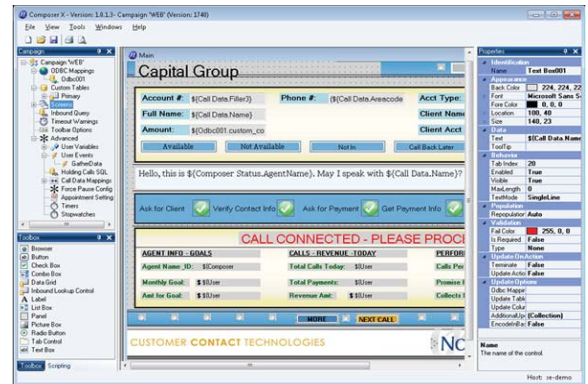 Composer X - Version: 1.0.1.3- Campaign 'WEB' (Version: 1740)
File View Tools Windows Help
Campaign
Campaign 'WEB'
ODBC Mappings
Odbc001
Custom Tables
Primary
Screens
Inbound Query
Timeout Warnings
Toolbar Options
Advanced
User Variables
User Events
GatherData
Holding Calls SQL
Call Data Mappings
Force Pause Config
Appointment Setting
Timers
Stopwatches
Toolbox
Browser
Button
Check Box
Combo Box
Data Grid
Inbound Lookup Control
Label
List Box
Panel
Picture Box
Radio Button
Tab Control
Text Box
Toolbox Scripting
Main
Capital Group
Account #: $(Call Data.Filler3) Phone #: ($(Call Data.Areacode Acct Type:
Full Name: $(Call Data.Name) Client Name
Amount: $(Odbc001.custom_co Client Acct
Available Not Available Not In Call Back Later
Hello, this is ${Composer Status.AgentName}. May I speak with ${Call Data.Name}?
Ask for Client Verify Contact Info Ask for Payment Get Payment Info
CALL CONNECTED - PLEASE PROCE
AGENT INFO - GOALS CALLS - REVENUE -TODAY PERFOR
Agent Name_ID: $(Composer Total Calls Today: $(User Calls Per
Monthly Goal: $ $(User Total Payments: $(User Promise
Amt for Goal: $ $(User Revenue Amt: $ $(User Collects
MORE NEXT CALL
CUSTOMER CONTACT TECHNOLOGIES
No
Properties
Identification
Name Text Box001
Appearance
Back Color 224, 224, 22
Font Microsoft Sans S
Fore Color 0, 0, 0
Location 100, 40
Size 140, 23
Data
Text $(Call Data.Nam
ToolTip
Behavior
Tab Index 20
Enabled True
Visible True
MaxLength 0
TextMode SingleLine
Population
Repopulation Auto
Validation
Fail Color 255, 0, 0
Is Required False
Type None
Update On Action
Terminate False
Update Actio False
Update Options
Odbc Mappin
Update Tabl
Update Colur
AdditionalUp (Collection)
EncodeInBa False
Name
The name of the control.
Host: se-demo